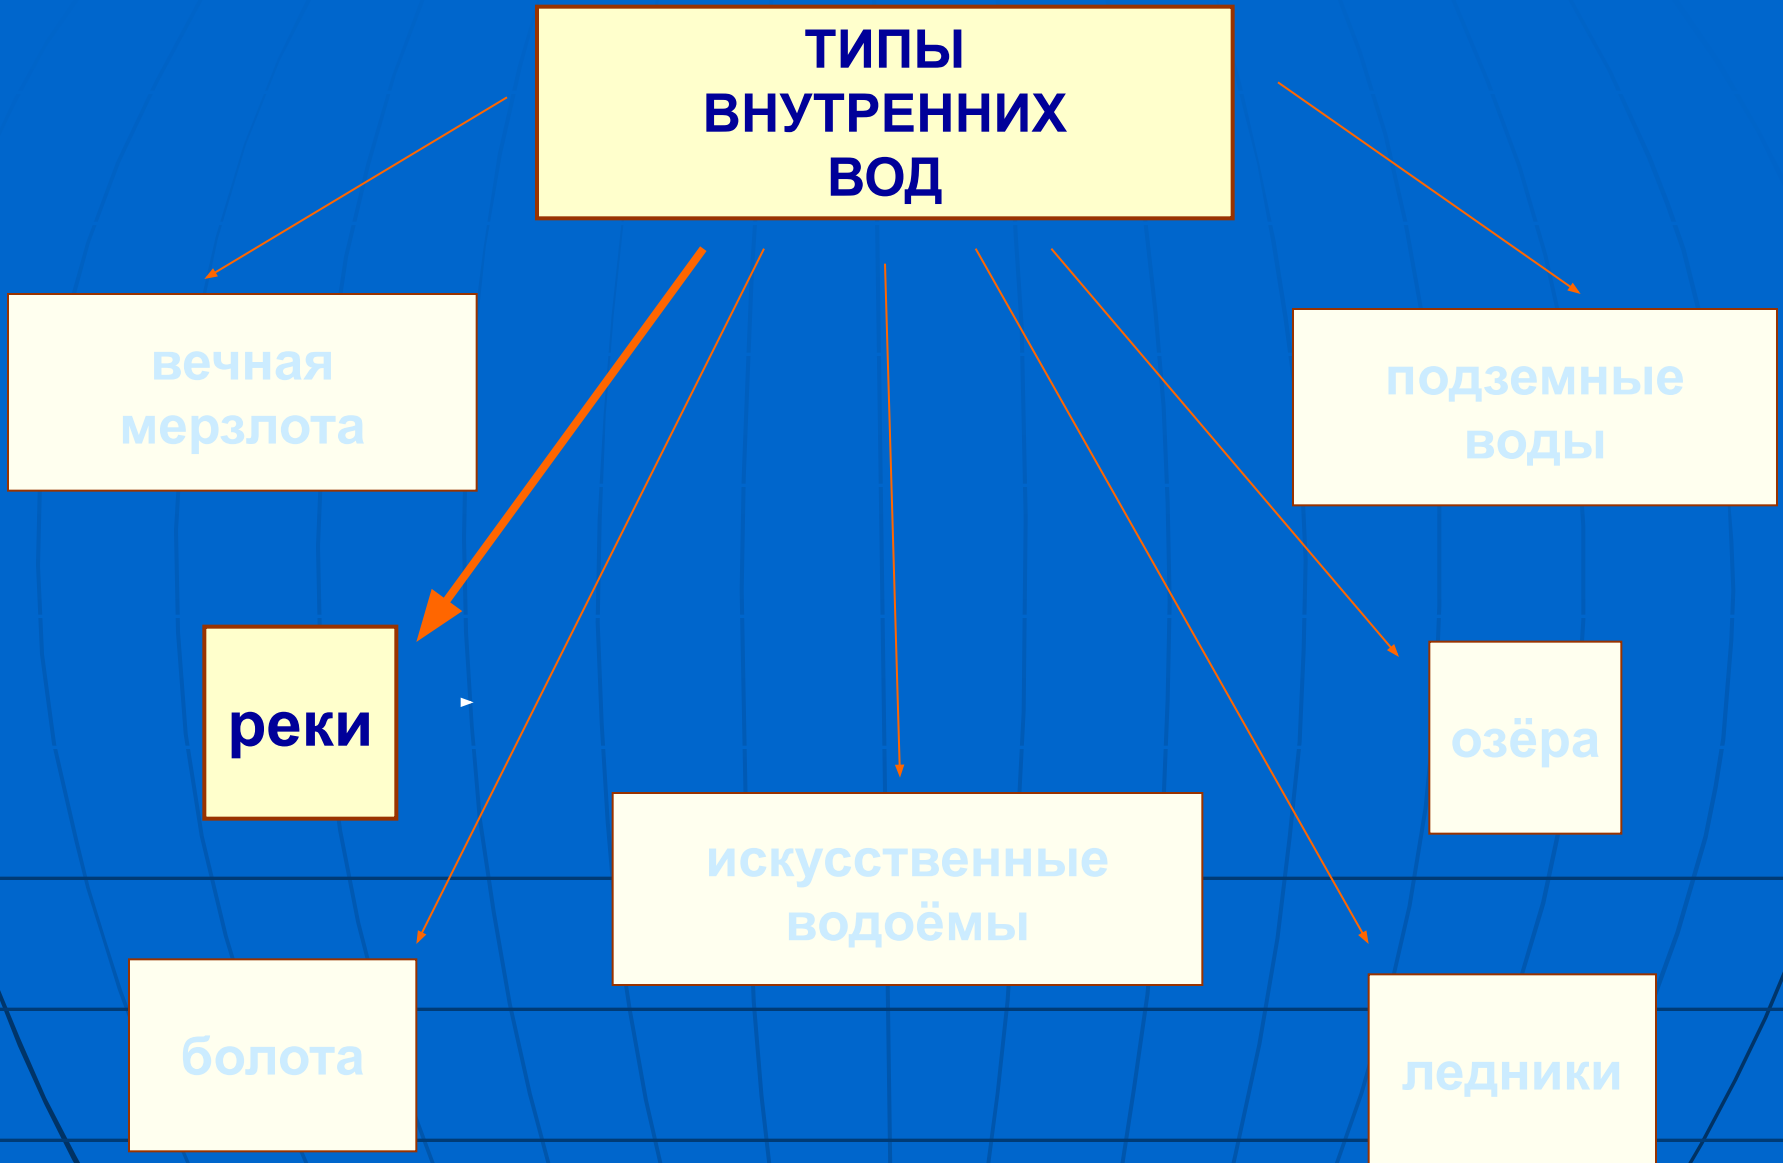 ТИПЫ
ВНУТРЕННИХ
ВОД
вечная
мерзлота
подземные
воды
реки
озёра
искусственные
водоёмы
болота
ледники